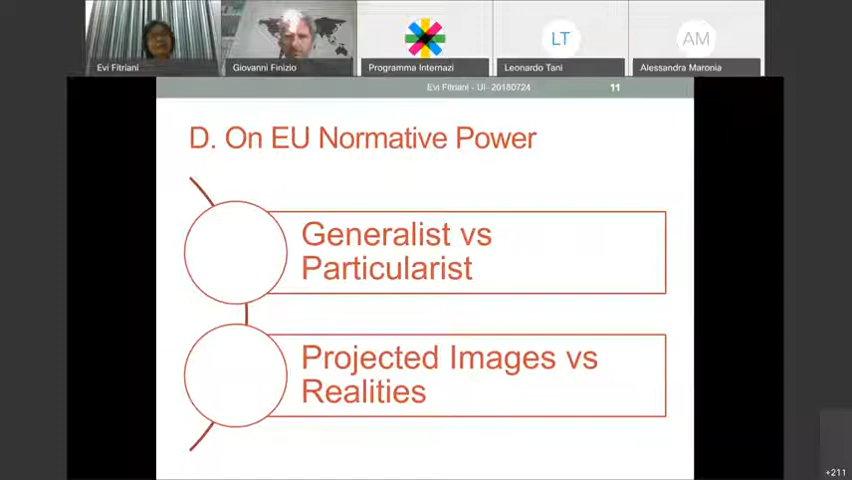 Evi Fitriani
Giovanni Finizio
Programma Internazi
LT
Leonardo Tani
AM
Alessandra Maronia
Evi Fitriani - UI- 20180724
11
D. On EU Normative Power
Generalist vs
Particularist
Projected Images vs
Realities
+211